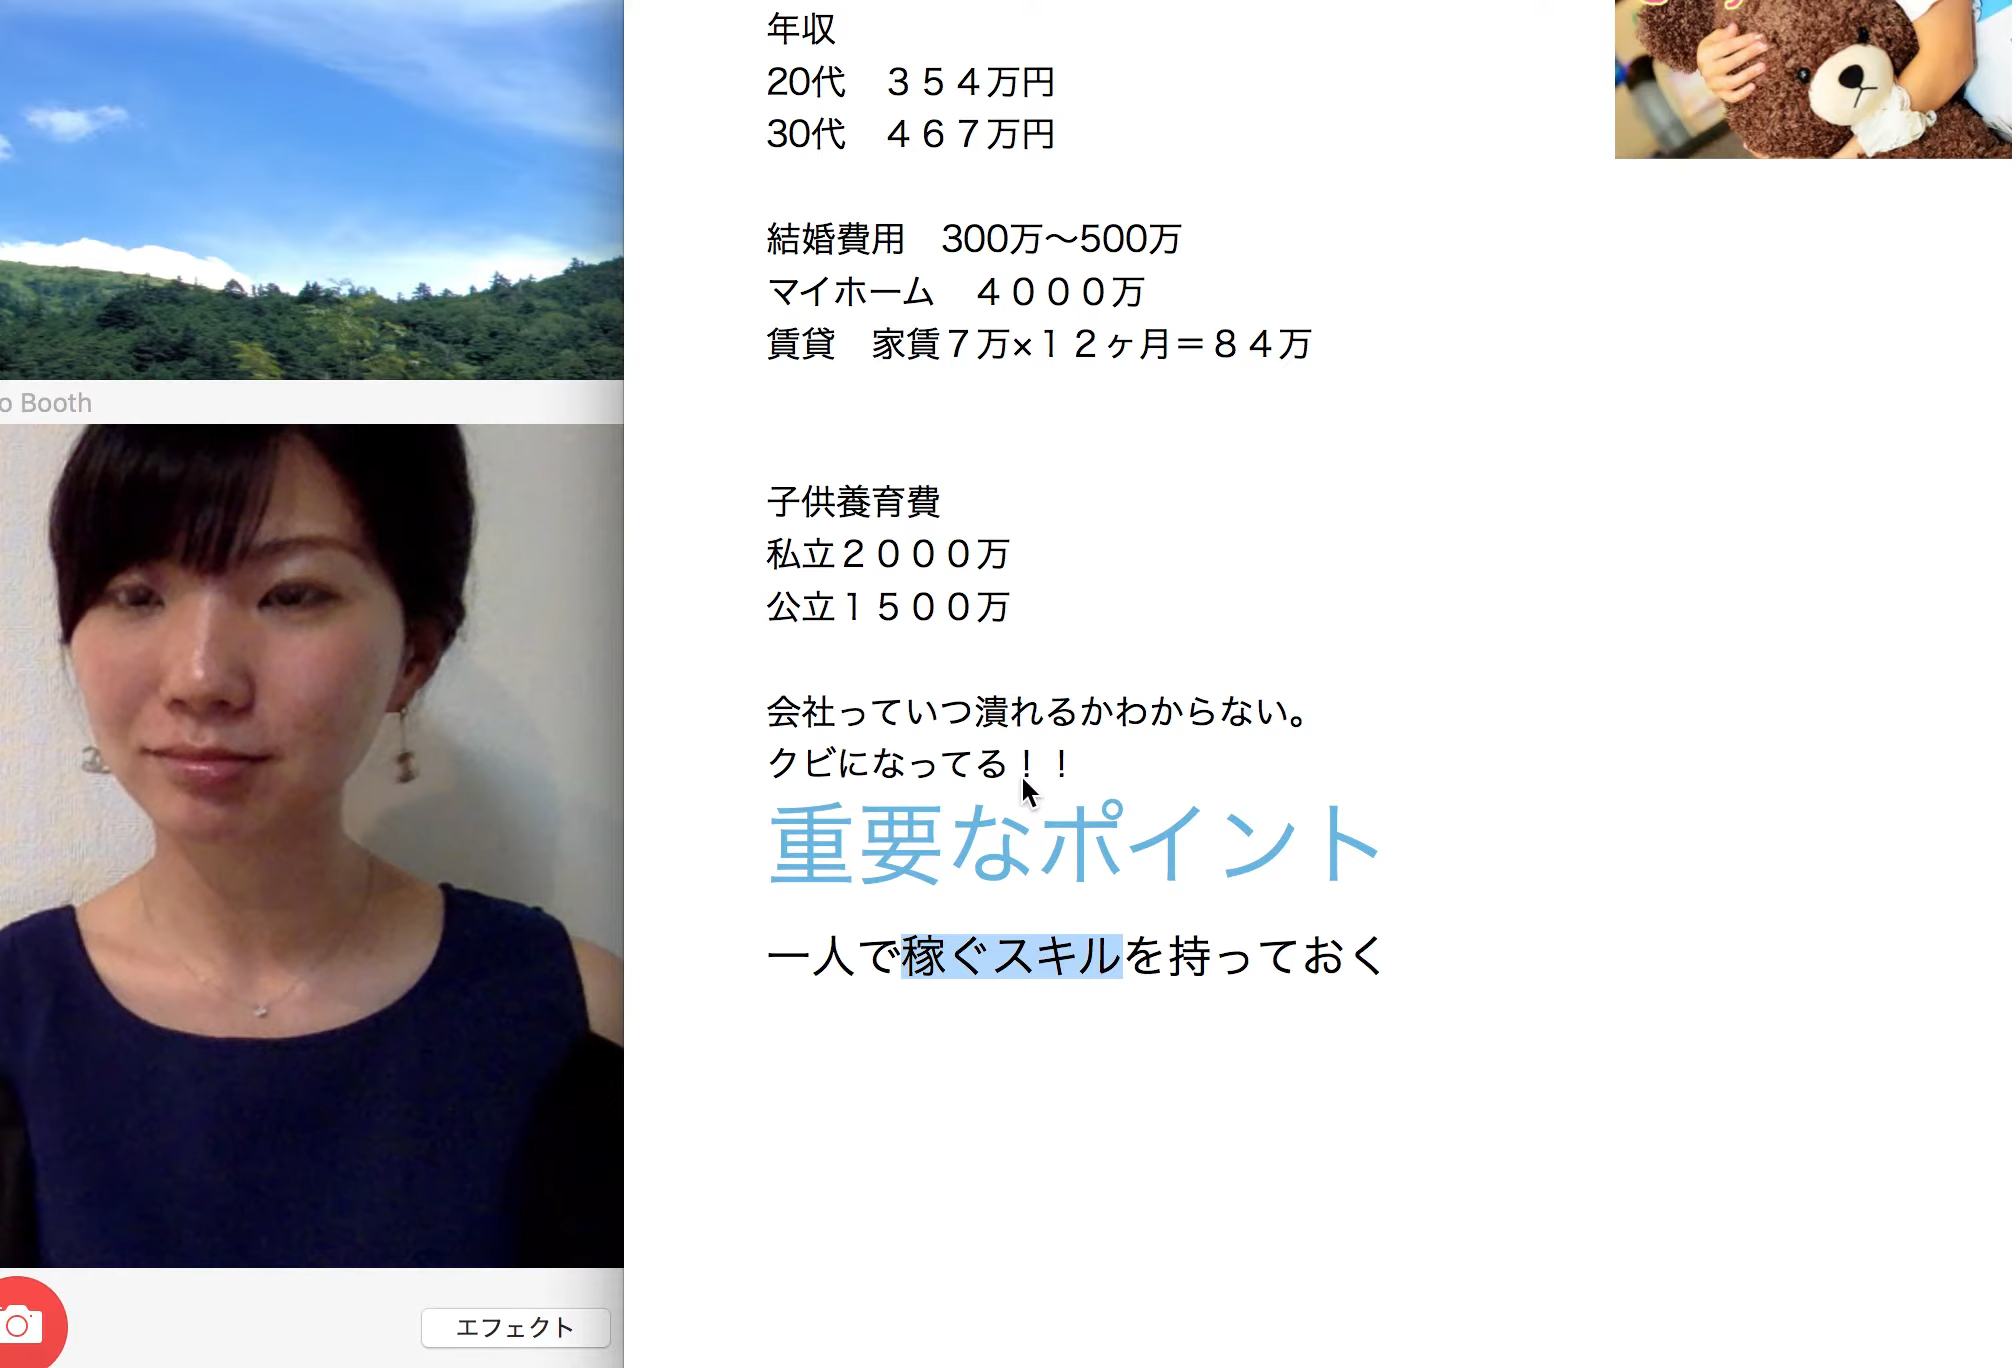 年収
20代　３５４万円
30代　４６７万円
結婚費用　300万〜500万
マイホーム　４０００万
賃貸　家賃７万×１２ヶ月＝８４万
o Booth
子供養育費
私立２０００万
公立１５００万
会社っていつ潰れるかわからない。
クビになってる！！
重要なポイント
一人で稼ぐスキルを持っておく
エフェクト